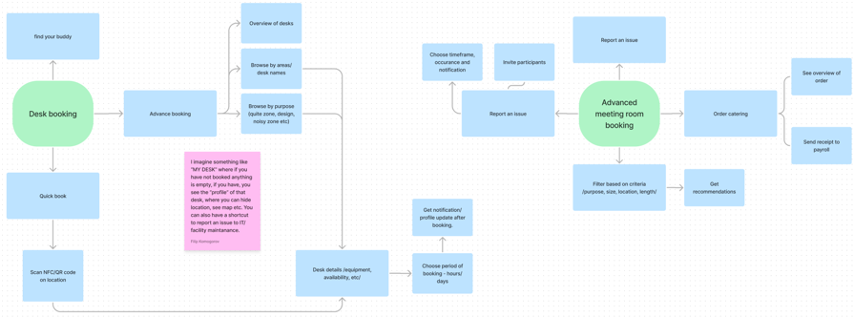 find your buddy
Overview of desks
Browse by areas/
desk names
Browse by purpose
(quite zone, design,
noisy zone etc)
Desk booking
Advance booking
I imagine something like
"MY DESK" where if you
have not booked anything
is empty, if you have, you
see the "profile" of that
desk, where you can hide
location, see map etc. You
can also have a shortcut
to report an issue to IT/
facility maintanance.
Quick book
Scan NFC/QR code
on location
Desk details /equipment,
availability, etc/
Get notification/
profile update after
booking.
Choose period of
booking - hours/
days
Choose timeframe,
occurance and
notification
Invite participants
Report an issue
Report an issue
Advanced
meeting room
booking
Order catering
See overview of
order
Send receipt to
payroll
Filter based on criteria
/purpose, size, location, length/
Get
recommendations